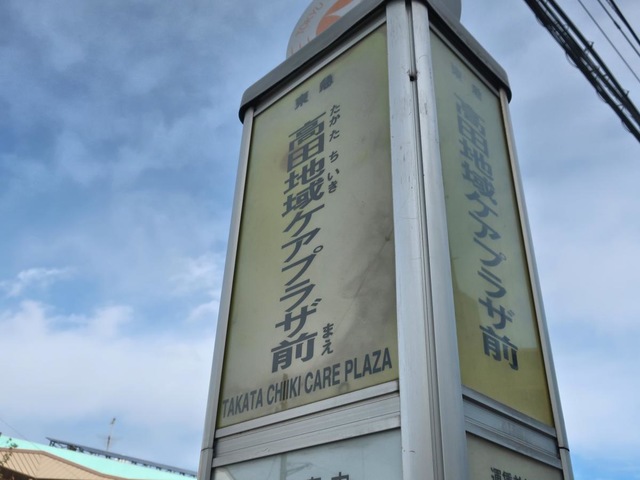 東急
たかた ちいき
高田地域ケアプラザ前
まえ
TAKATA CHIIKI CARE PLAZA
高田地域ケアプラザ前